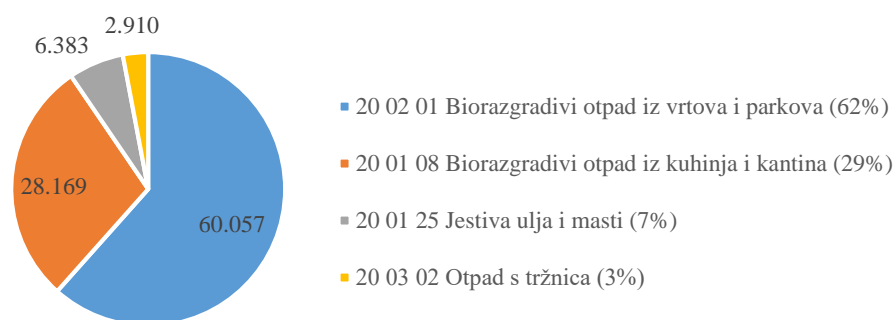 2.910
6.383
28.169
60.057
20 02 01 Biorazgradivi otpad iz vrtova i parkova (62%)
20 01 08 Biorazgradivi otpad iz kuhinja i kantina (29%)
20 01 25 Jestiva ulja i masti (7%)
20 03 02 Otpad s tržnica (3%)